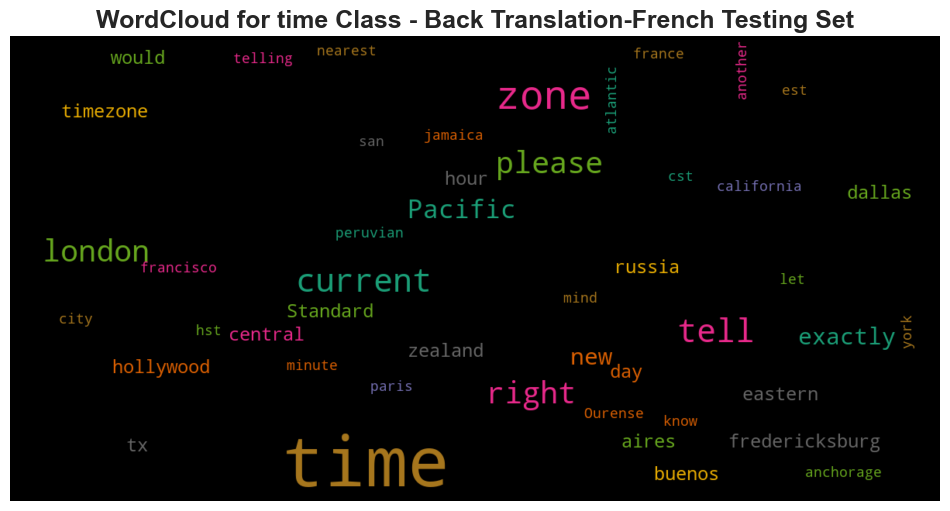 WordCloud for time Class - Back Translation-French Testing Set
would
telling
nearest
france
another
est
atlantic
zone
timezone
jamaica
san
please
hour
cst
california
dallas
Pacific
peruvian
london
francisco
russia
current
let
mind
Standard
city
hst
central
tell
exactly
york
zealand
new
hollywood
minute
day
paris
right
eastern
Ourense
know
tx
aires
fredericksburg
time
buenos
anchorage